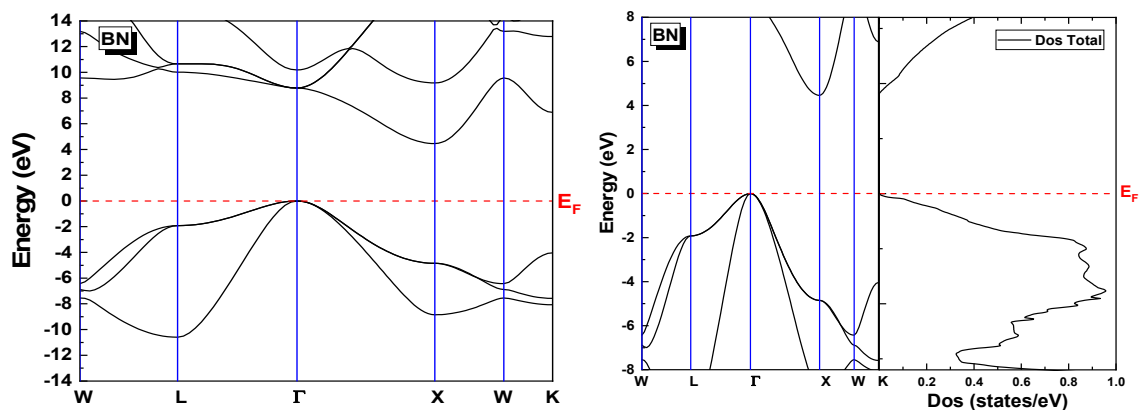 BN
Energy (eV)
14
12
10
8
6
4
2
0
-2
-4
-6
-8
-10
-12
-14
E_F
W L Γ X W K
BN
Energy (eV)
8
6
4
2
0
-2
-4
-6
-8
Dos Total
E_F
W L Γ X W K 0.2 0.4 0.6 0.8 1.0
Dos (states/eV)